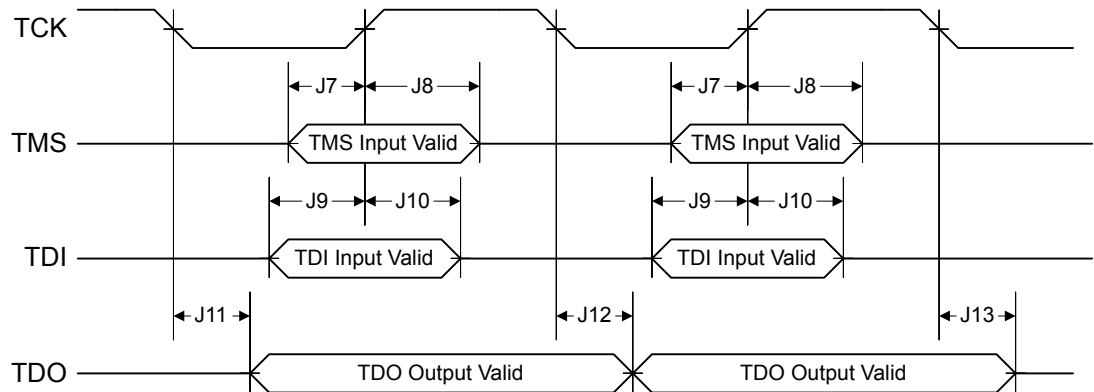 TCK
J7 J8 J7 J8
TMS TMS Input Valid TMS Input Valid
J9 J10 J9 J10
TDI TDI Input Valid TDI Input Valid
J11 J12 J13
TDO TDO Output Valid TDO Output Valid